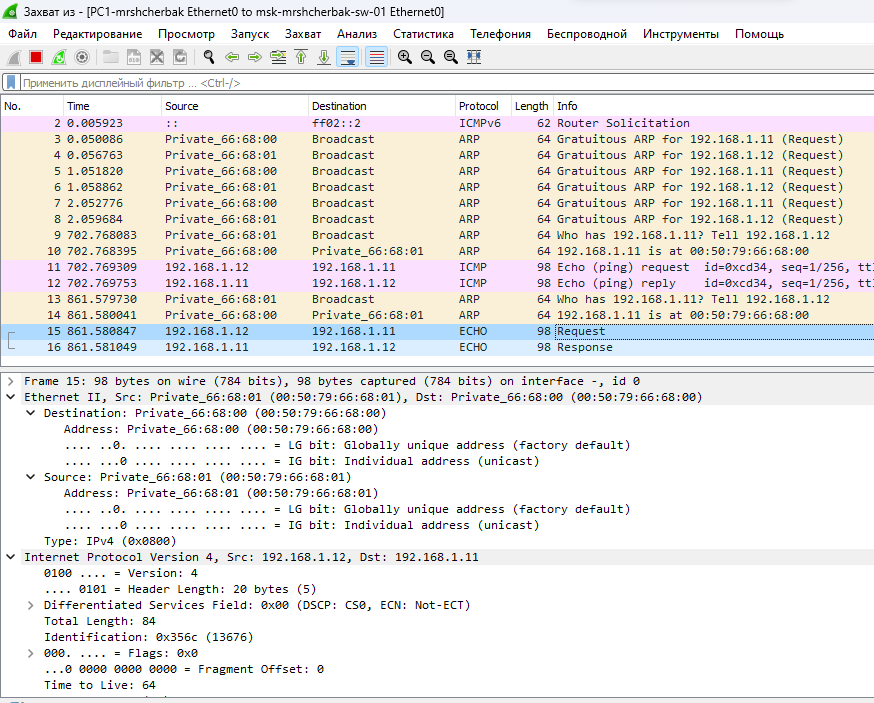 Захват из - [PC1-mrshcherbak Ethernet0 to msk-mrshcherbak-sw-01 Ethernet0]
Файл Редактирование Просмотр Запуск Захват Анализ Статистика Телефония Беспроводной Инструменты Помощь
Применить дисплейный фильтр ... <Ctrl-/>
No. Time Source Destination Protocol Length Info
2 0.005923 :: ff02::2 ICMPv6 62 Router Solicitation
3 0.050086 Private_66:68:00 Broadcast ARP 64 Gratuitous ARP for 192.168.1.11 (Request)
4 0.056763 Private_66:68:01 Broadcast ARP 64 Gratuitous ARP for 192.168.1.12 (Request)
5 1.051820 Private_66:68:00 Broadcast ARP 64 Gratuitous ARP for 192.168.1.11 (Request)
6 1.058862 Private_66:68:01 Broadcast ARP 64 Gratuitous ARP for 192.168.1.12 (Request)
7 2.052776 Private_66:68:00 Broadcast ARP 64 Gratuitous ARP for 192.168.1.11 (Request)
8 2.059684 Private_66:68:01 Broadcast ARP 64 Gratuitous ARP for 192.168.1.12 (Request)
9 702.768083 Private_66:68:01 Broadcast ARP 64 Who has 192.168.1.11? Tell 192.168.1.12
10 702.768395 Private_66:68:00 Private_66:68:01 ARP 64 192.168.1.11 is at 00:50:79:66:68:00
11 702.769309 192.168.1.12 192.168.1.11 ICMP 98 Echo (ping) request id=0xcd34, seq=1/256, tt
12 702.769753 192.168.1.11 192.168.1.12 ICMP 98 Echo (ping) reply id=0xcd34, seq=1/256, tt
13 861.579730 Private_66:68:01 Broadcast ARP 64 Who has 192.168.1.11? Tell 192.168.1.12
14 861.580041 Private_66:68:00 Private_66:68:01 ARP 64 192.168.1.11 is at 00:50:79:66:68:00
15 861.580847 192.168.1.12 192.168.1.11 ECHO 98 Request
16 861.581049 192.168.1.11 192.168.1.12 ECHO 98 Response
Frame 15: 98 bytes on wire (784 bits), 98 bytes captured (784 bits) on interface -, id 0
Ethernet II, Src: Private_66:68:01 (00:50:79:66:68:01), Dst: Private_66:68:00 (00:50:79:66:68:00)
Destination: Private_66:68:00 (00:50:79:66:68:00)
Address: Private_66:68:00 (00:50:79:66:68:00)
.... ..0. .... .... .... .... = LG bit: Globally unique address (factory default)
.... ...0 .... .... .... .... = IG bit: Individual address (unicast)
Source: Private_66:68:01 (00:50:79:66:68:01)
Address: Private_66:68:01 (00:50:79:66:68:01)
.... ..0. .... .... .... .... = LG bit: Globally unique address (factory default)
.... ...0 .... .... .... .... = IG bit: Individual address (unicast)
Type: IPv4 (0x0800)
Internet Protocol Version 4, Src: 192.168.1.12, Dst: 192.168.1.11
0100 .... = Version: 4
.... 0101 = Header Length: 20 bytes (5)
Differentiated Services Field: 0x00 (DSCP: CS0, ECN: Not-ECT)
Total Length: 84
Identification: 0x356c (13676)
000. .... = Flags: 0x0
...0 0000 0000 0000 = Fragment Offset: 0
Time to Live: 64